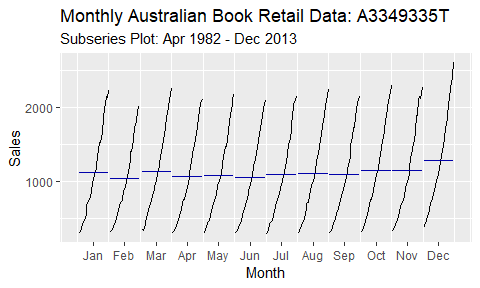 Monthly Australian Book Retail Data: A3349335T
Subseries Plot: Apr 1982 - Dec 2013
Sales
2000
1000
Jan Feb Mar Apr May Jun Jul Aug Sep Oct Nov Dec
Month